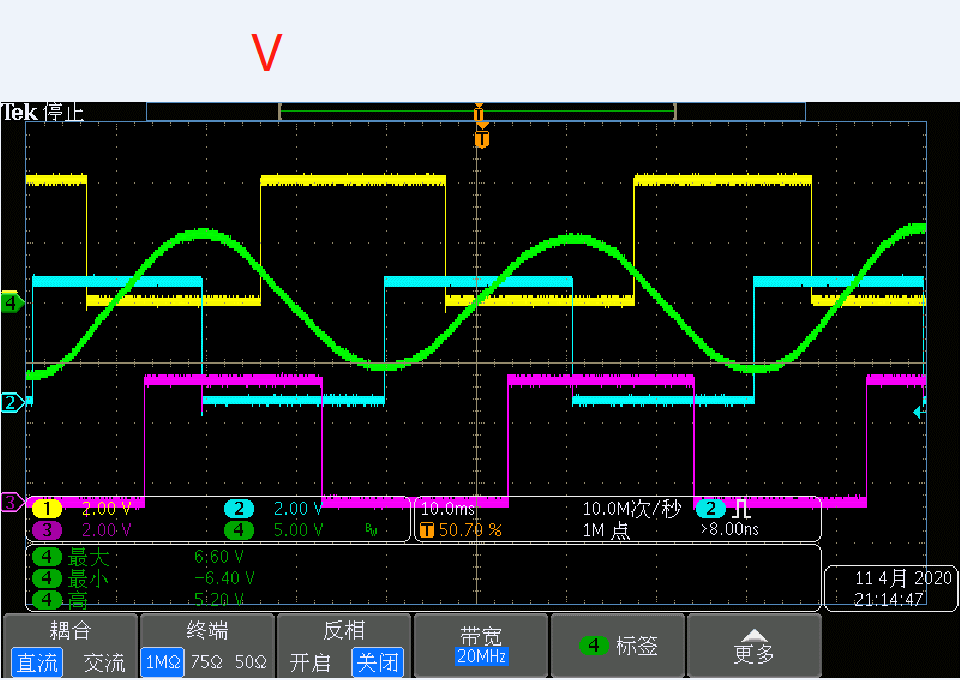 V
Tek 停止
T
T
4
2
3
1 2.00 V 2 2.00 V
3 2.00 V 4 5.00 V BW
10.0ms 10.0M次/秒 2
T 50.79 % 1M 点 >8.00ns
4 最大 6.60 V
4 最小 −6.40 V
4 高 5.20 V
11 4月 2020
21:14:47
耦合 终端 反相 带宽 4 标签 更多
直流 交流 1MΩ 75Ω 50Ω 开启 关闭 20MHz